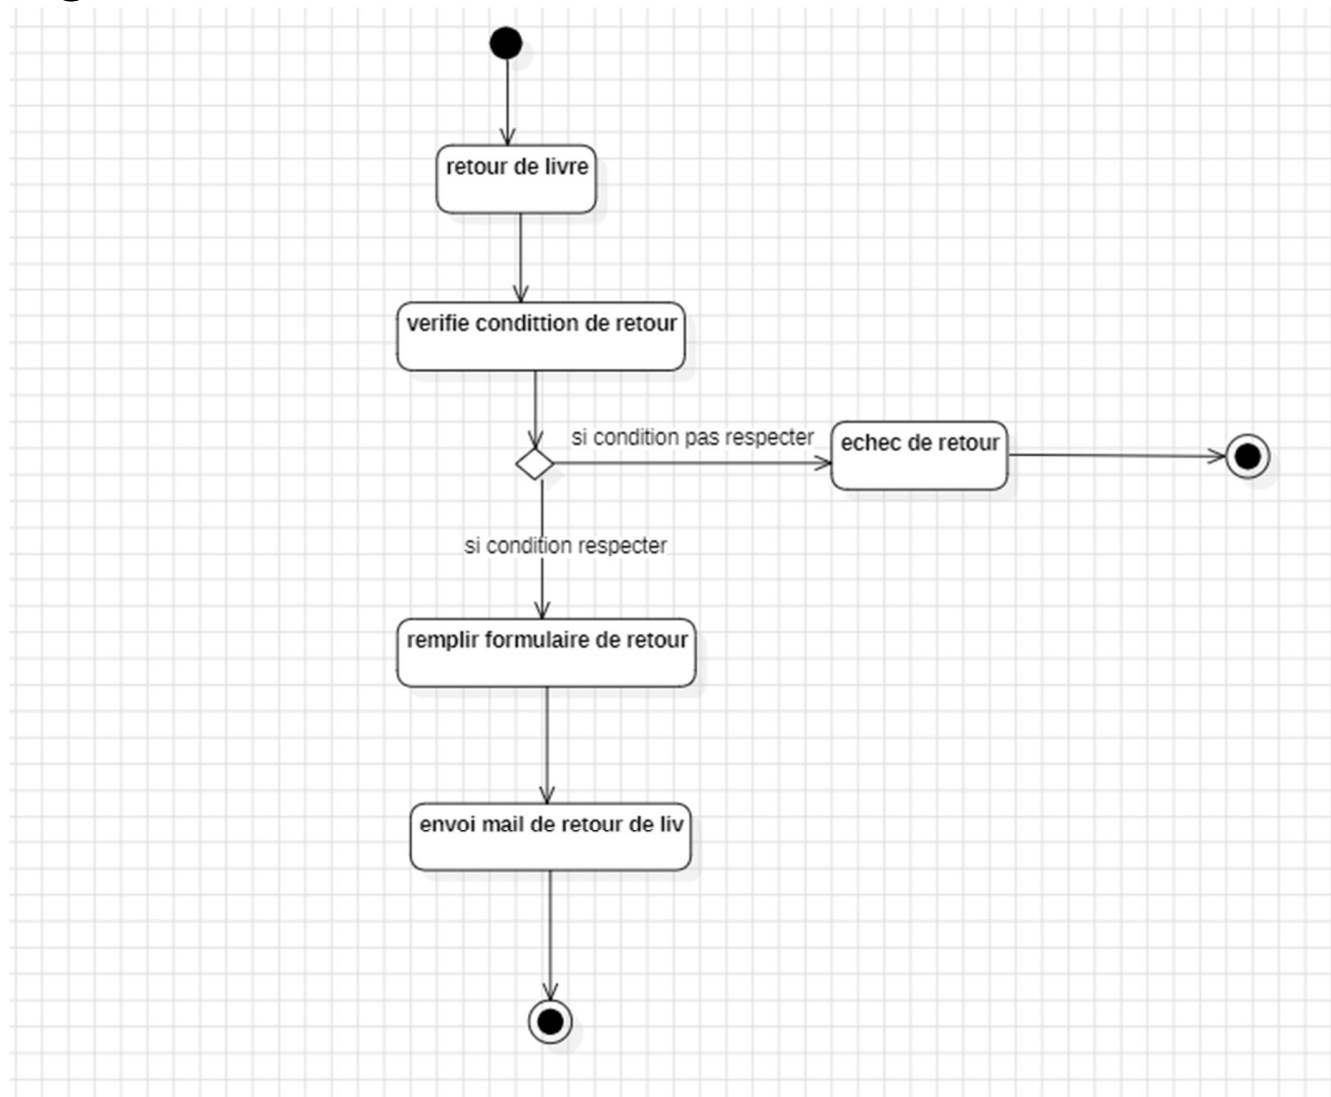 retour de livre
verifie condittion de retour
si condition pas respecter
echec de retour
si condition respecter
remplir formulaire de retour
envoi mail de retour de liv